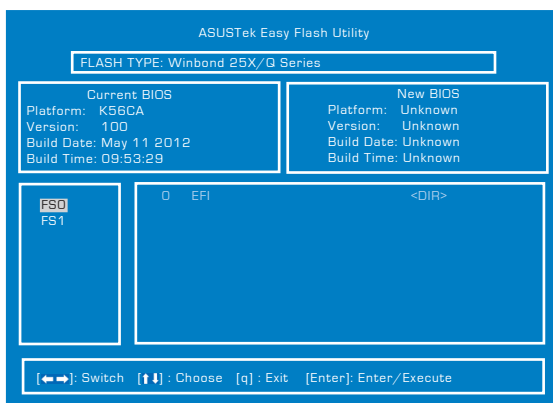 ASUSTek Easy Flash Utility
FLASH TYPE: Winbond 25X/Q Series
Current BIOS
Platform: K56CA
Version: 100
Build Date: May 11 2012
Build Time: 09:53:29
New BIOS
Platform: Unknown
Version: Unknown
Build Date: Unknown
Build Time: Unknown
FS0
FS1
0 EFI <DIR>
[←→]: Switch [↑↓] : Choose [q] : Exit [Enter]: Enter/Execute